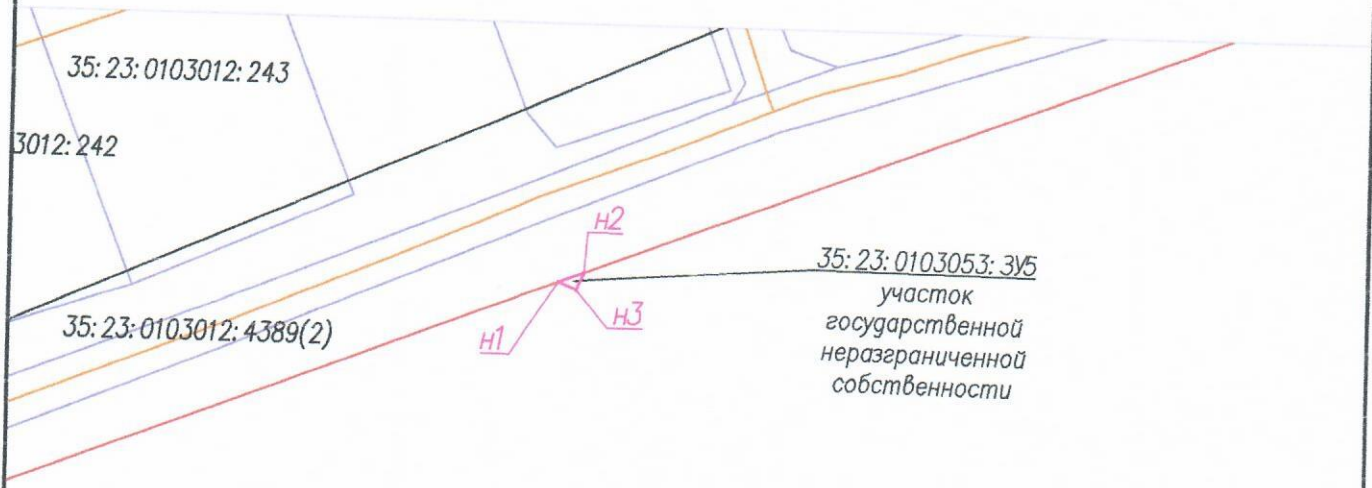 35:23:0103012:243
3012:242
н2
35:23:0103053:ЗУ5
участок
государственной
неразграниченной
собственности
35:23:0103012:4389(2)
н1
н3